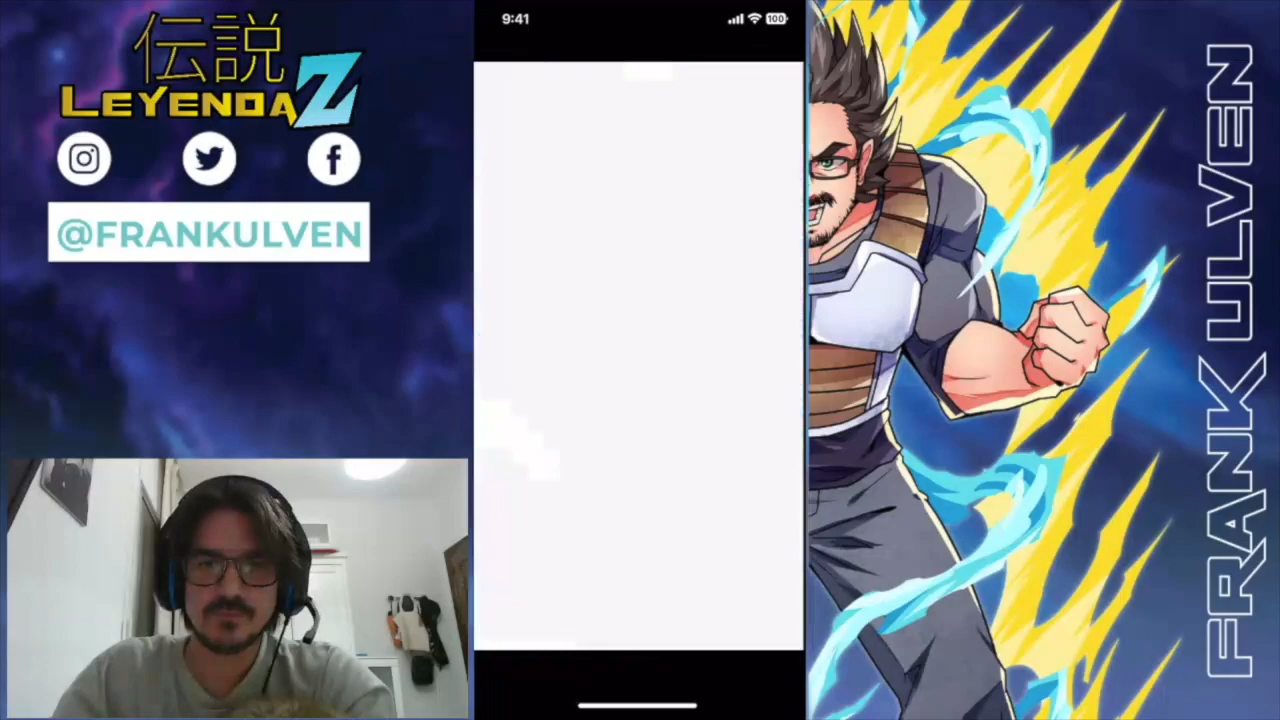 伝説
LEYENDA Z
@FRANKULVEN
9:41
100
FRANK ULVEN